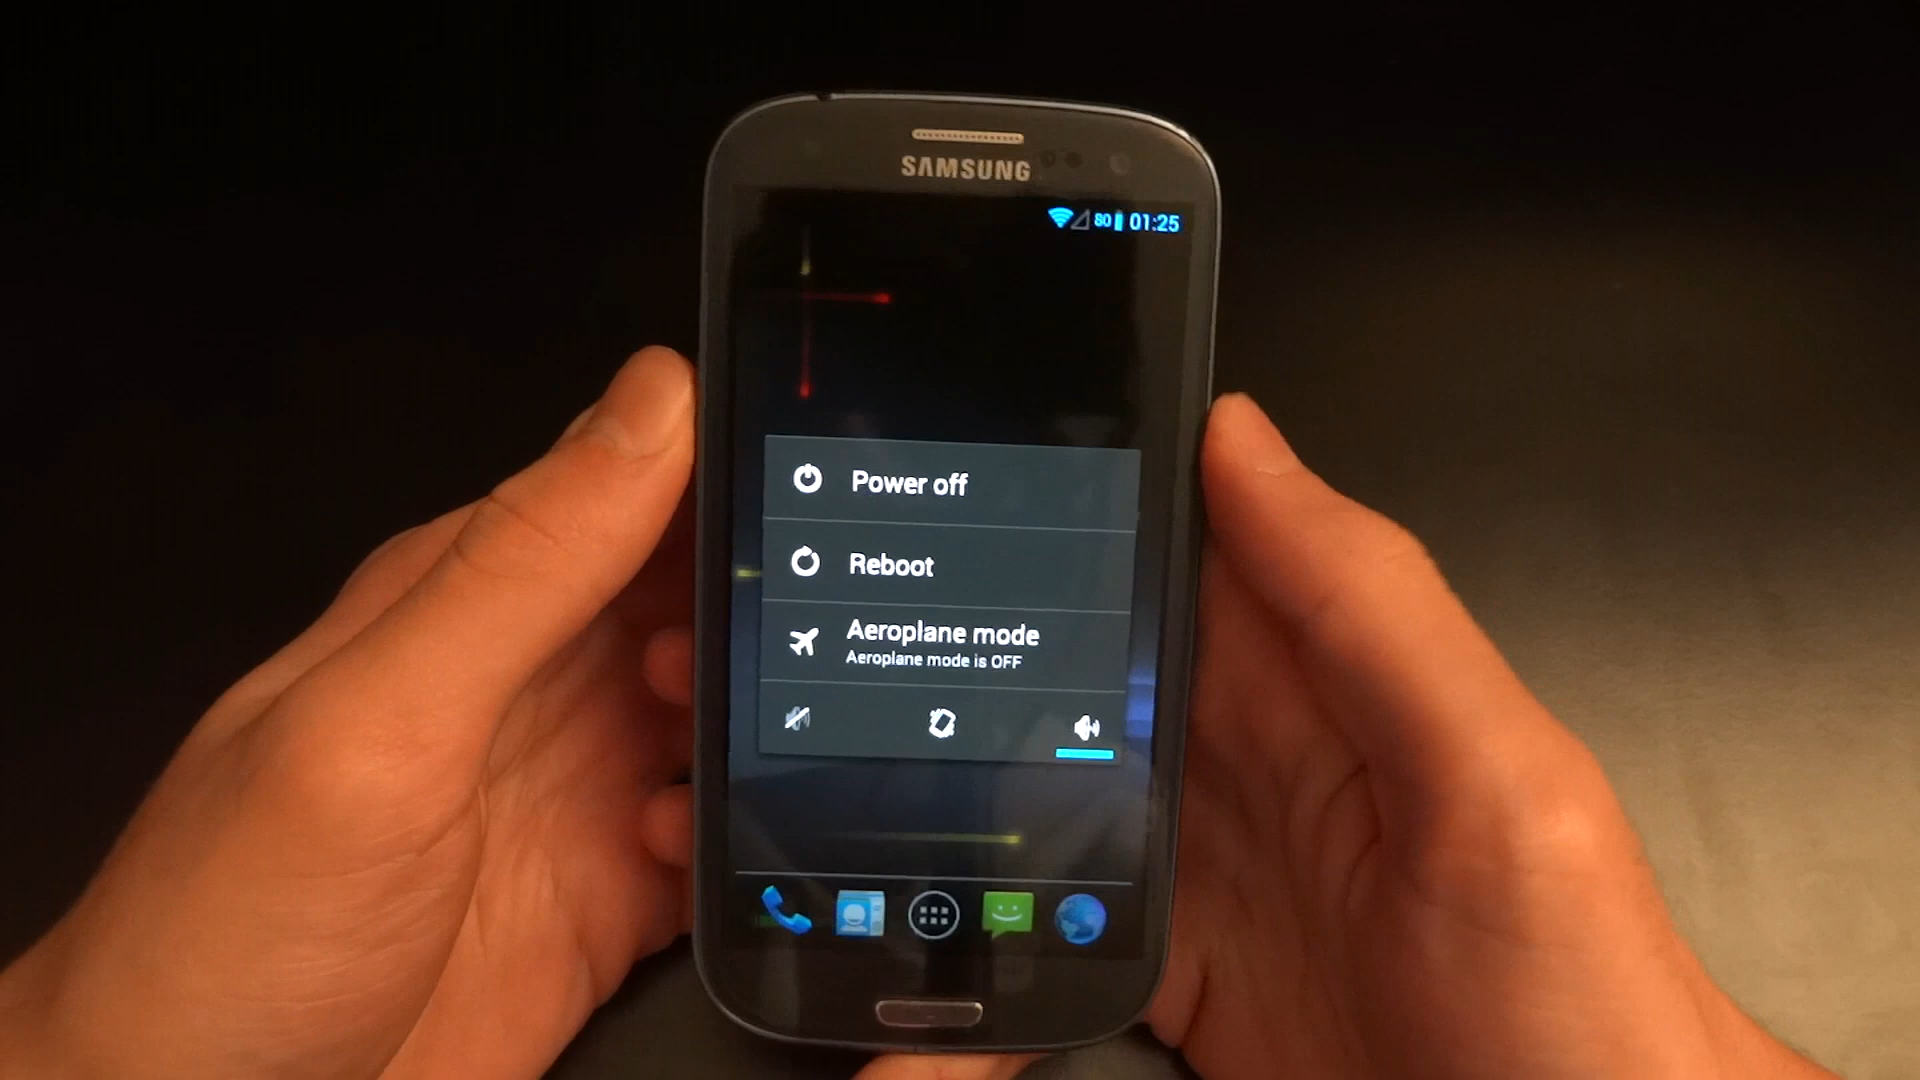 SAMSUNG
80 01:25
Power off
Reboot
Aeroplane mode
Aeroplane mode is OFF